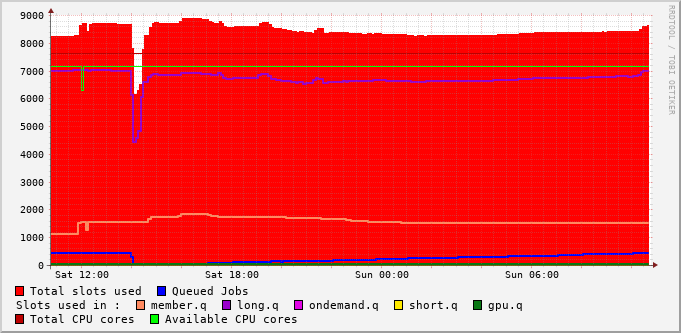 RRDTOOL / TOBI OETIKER
9000
8000
7000
6000
5000
4000
3000
2000
1000
0
Sat 12:00 Sat 18:00 Sun 00:00 Sun 06:00
Total slots used Queued Jobs
Slots used in : member.q long.q ondemand.q short.q gpu.q
Total CPU cores Available CPU cores